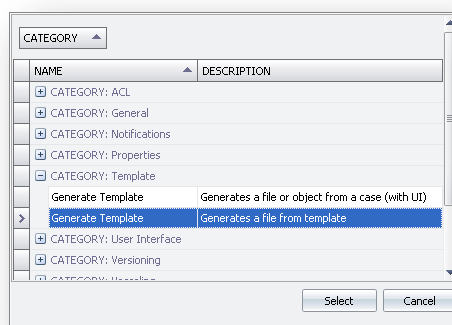 CATEGORY
NAME DESCRIPTION
CATEGORY: ACL
CATEGORY: General
CATEGORY: Notifications
CATEGORY: Properties
CATEGORY: Template
Generate Template Generates a file or object from a case (with UI)
Generate Template Generates a file from template
CATEGORY: User Interface
CATEGORY: Versioning
CATEGORY:
Select Cancel